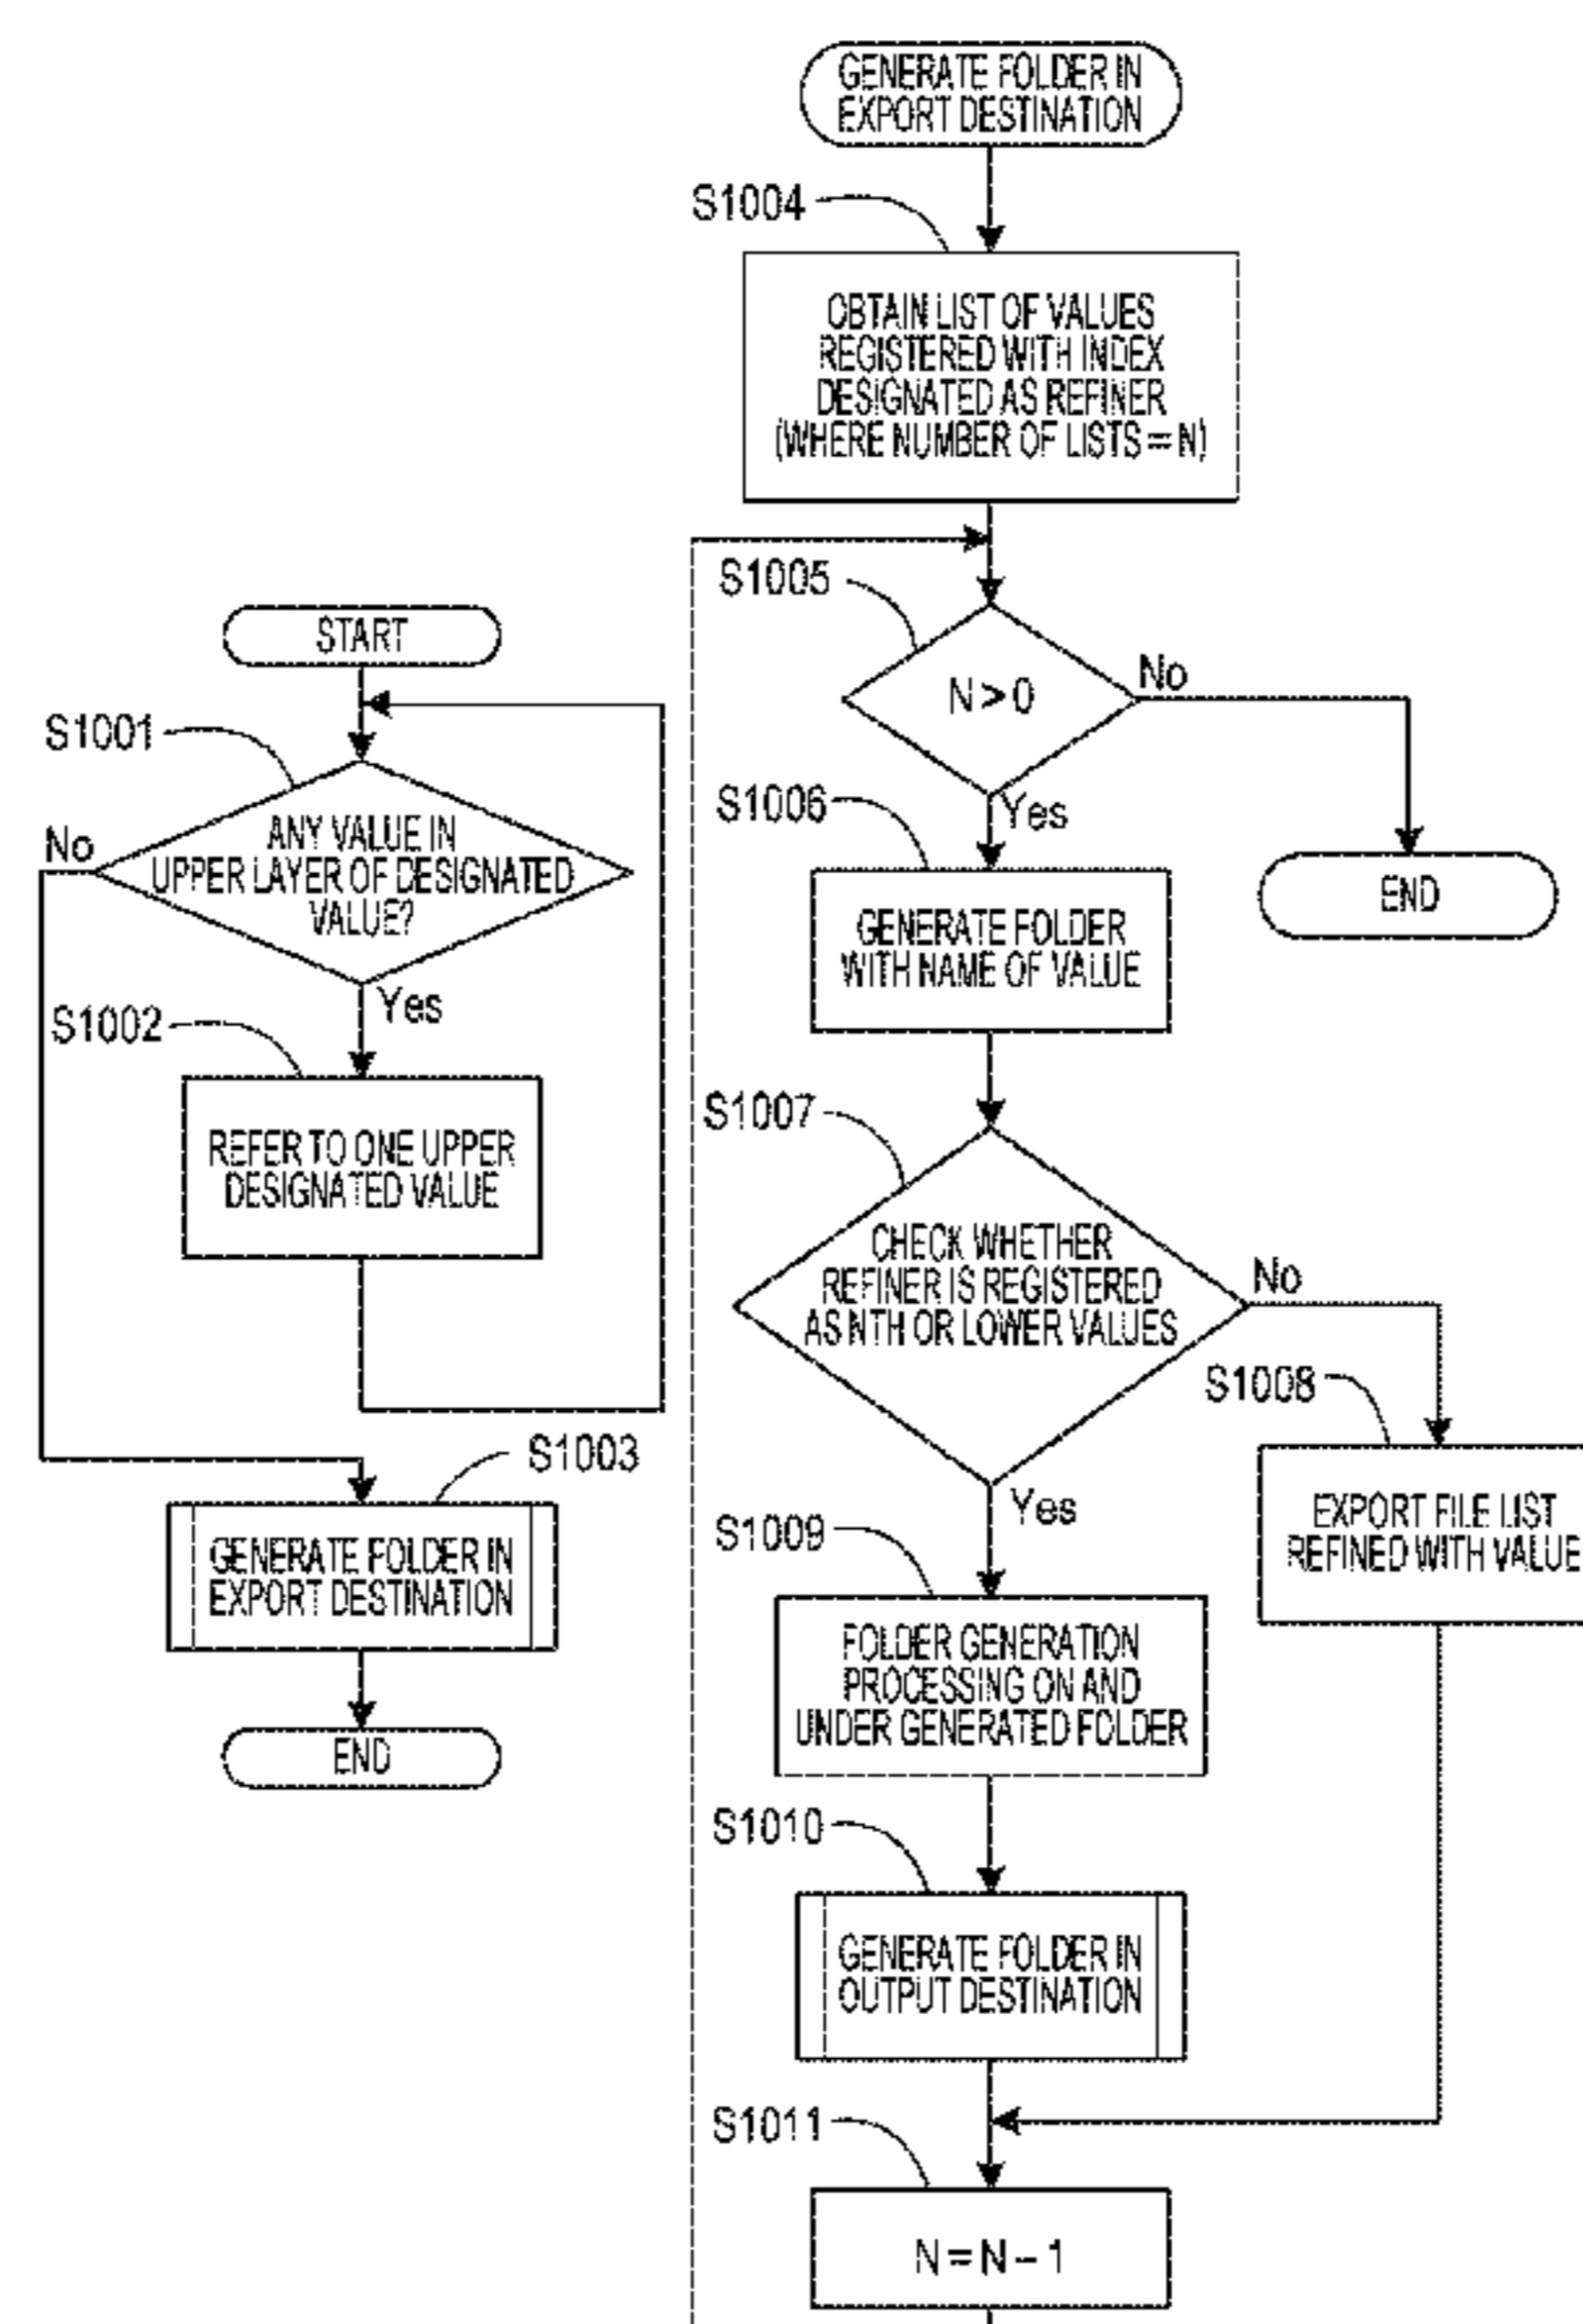 START
S1001
ANY VALUE IN
UPPER LAYER OF DESIGNATED
VALUE?
No
Yes
S1002
REFER TO ONE UPPER
DESIGNATED VALUE
S1003
GENERATE FOLDER IN
EXPORT DESTINATION
END
GENERATE FOLDER IN
EXPORT DESTINATION
S1004
OBTAIN LIST OF VALUES
REGISTERED WITH INDEX
DESIGNATED AS REFINER
(WHERE NUMBER OF LISTS = N)
S1005
N > 0
No
Yes
END
S1006
GENERATE FOLDER
WITH NAME OF VALUE
S1007
CHECK WHETHER
REFINER IS REGISTERED
AS NTH OR LOWER VALUES
No
Yes
S1008
EXPORT FILE LIST
REFINED WITH VALUE
S1009
FOLDER GENERATION
PROCESSING ON AND
UNDER GENERATED FOLDER
S1010
GENERATE FOLDER IN
OUTPUT DESTINATION
S1011
N = N – 1